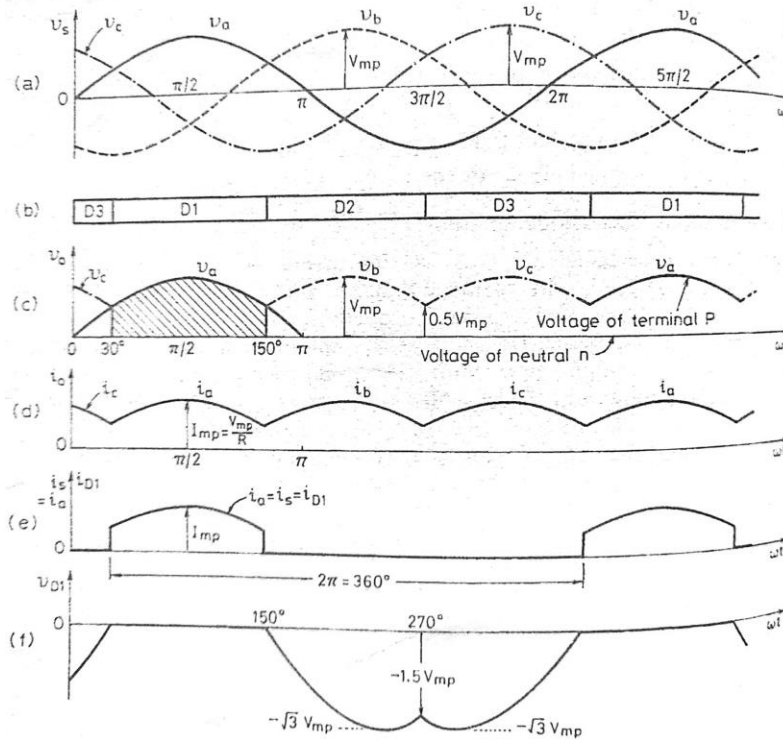 υs υc υa υb υc υa
Vmp Vmp
(a) π/2 3π/2 5π/2
0 π 2π ω
(b) D3 D1 D2 D3 D1
υo υc υa υb υc υa
(c) Vmp 0.5 Vmp Voltage of terminal P
0 30° π/2 150° π Voltage of neutral n ω
io ic ia ib ic ia
(d) Imp = Vmp/R
0 π/2 π ωt
is iD1
= ia ia = is = iD1
(e) Imp
0 ωt
2π = 360°
υD1
0 150° 270° ωt
(f)
-1.5 Vmp
-√3 Vmp -√3 Vmp